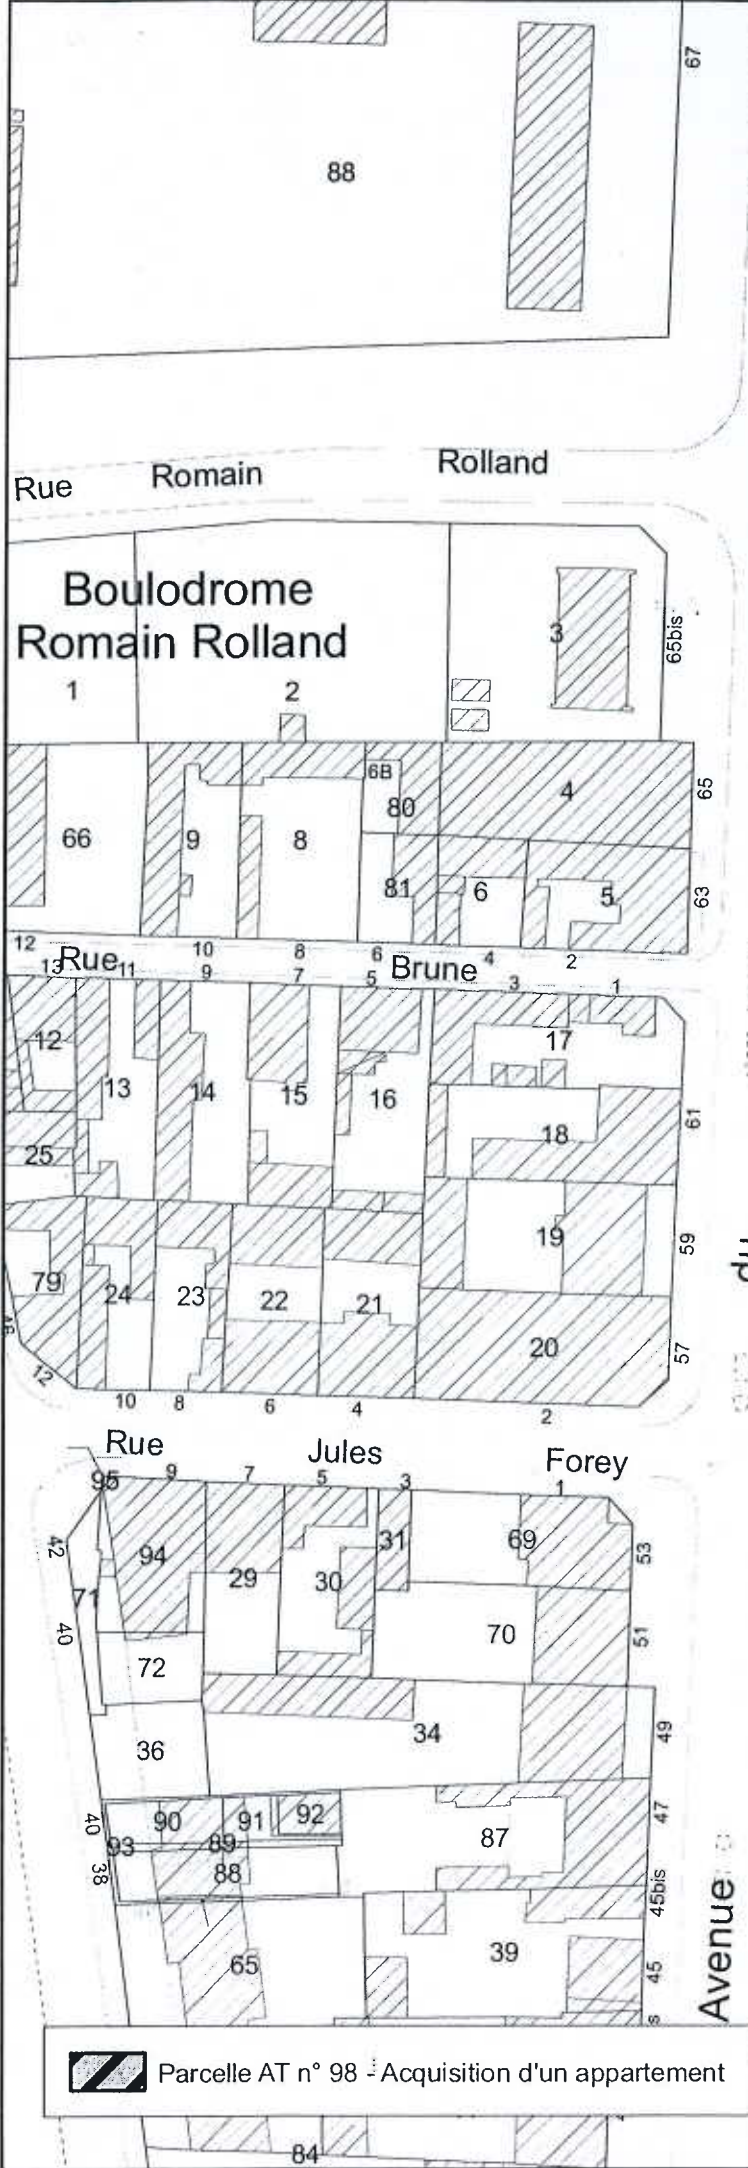 67
88
Rue Romain Rolland
Boulodrome
Romain Rolland
3
65bis
1 2
6B
4
65
80
66 9 8
81 6 5
63
12 10 8 6 4 2
Rue Brune
13 11 9 7 5 3 1
12 17
13 14 15 16
61
18
25
19
59
79 24 23 22 21
20
57
12
10 8 6 4 2
Rue Jules Forey
95 9 7 5 3 1
42 94 31 69 53
29 30
71
40 70 51
72
34 49
36
40 90 91 92 47
93 89 87
38 88
45bis
39
65 45
Avenue
du
s
Parcelle AT n° 98 - Acquisition d'un appartement
84